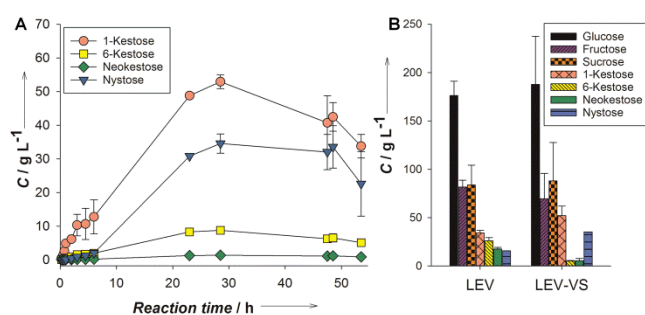 A
70
60
50
40
30
20
10
0
C / g L⁻¹
1-Kestose
6-Kestose
Neokestose
Nystose
0 10 20 30 40 50
Reaction time / h
B
250
200
150
100
50
0
C / g L⁻¹
Glucose
Fructose
Sucrose
1-Kestose
6-Kestose
Neokestose
Nystose
LEV LEV-VS